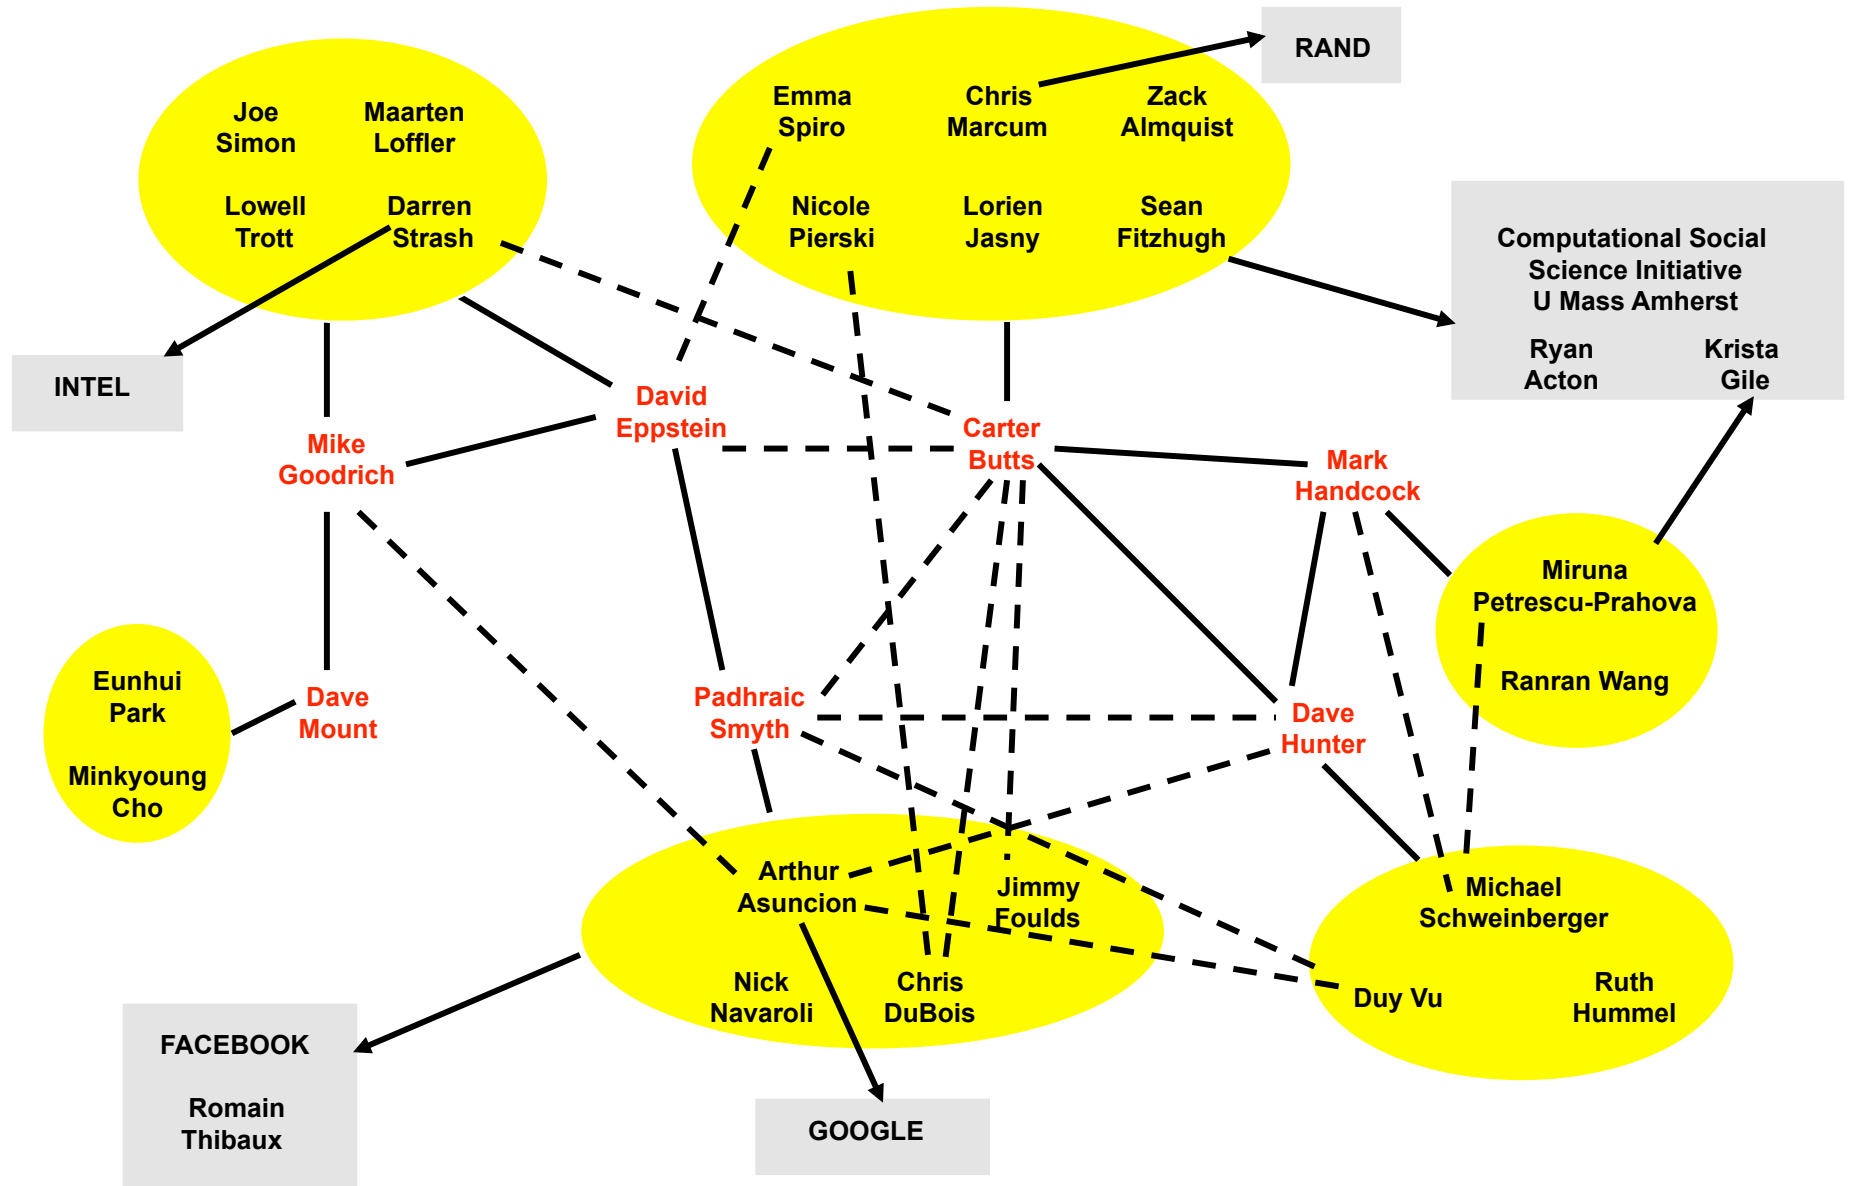 RAND
Joe
Simon
Maarten
Loffler
Lowell
Trott
Darren
Strash
Emma
Spiro
Chris
Marcum
Zack
Almquist
Nicole
Pierski
Lorien
Jasny
Sean
Fitzhugh
Computational Social
Science Initiative
U Mass Amherst
Ryan
Acton
Krista
Gile
INTEL
David
Eppstein
Mike
Goodrich
Carter
Butts
Mark
Handcock
Miruna
Petrescu-Prahova
Ranran Wang
Eunhui
Park
Minkyoung
Cho
Dave
Mount
Padhraic
Smyth
Dave
Hunter
Arthur
Asuncion
Jimmy
Foulds
Nick
Navaroli
Chris
DuBois
Michael
Schweinberger
Duy Vu
Ruth
Hummel
FACEBOOK
Romain
Thibaux
GOOGLE